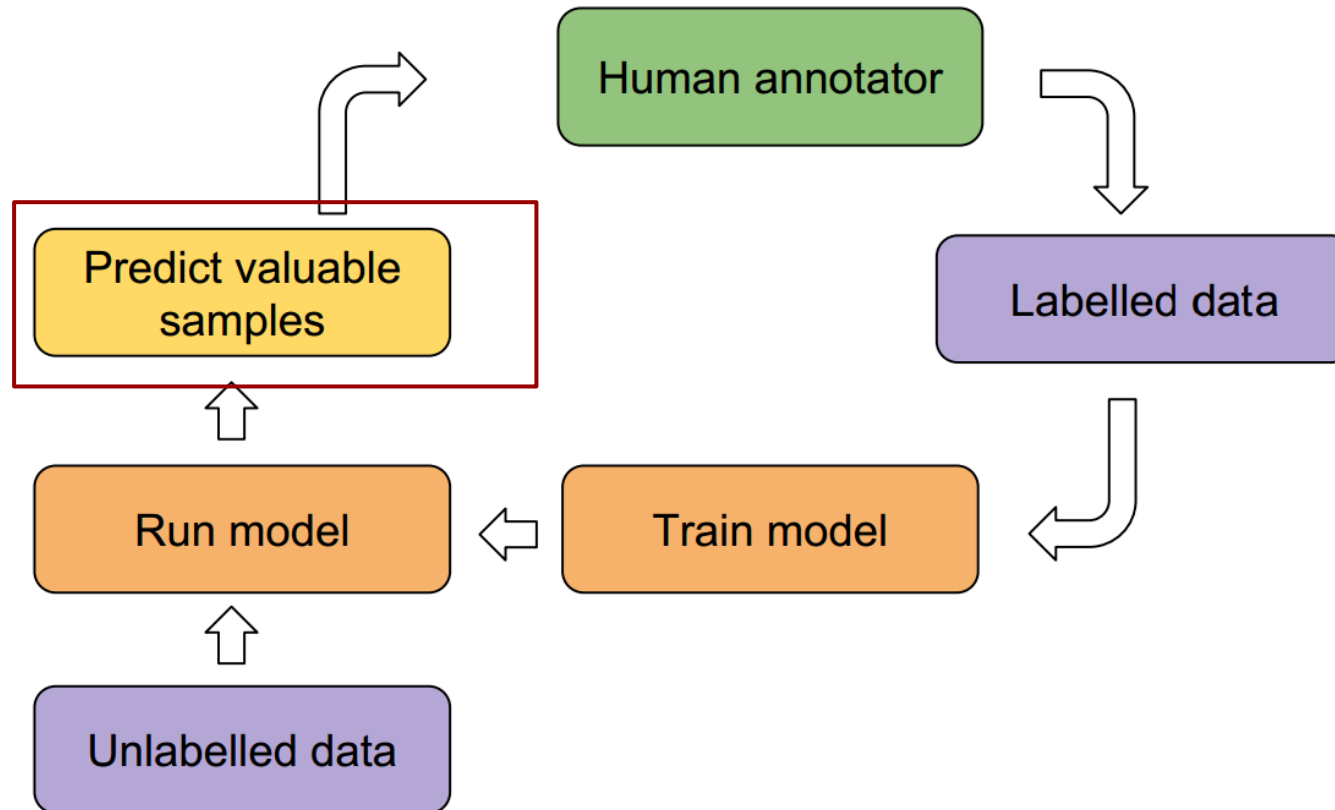 Human annotator
Predict valuable
samples
Labelled data
Run model
Train model
Unlabelled data